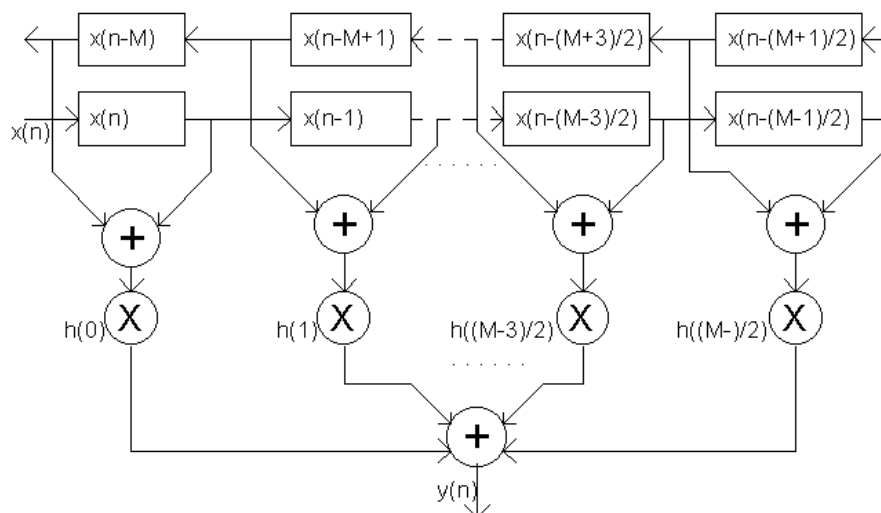 x(n-M) x(n-M+1) x(n-(M+3)/2) x(n-(M+1)/2)
x(n) x(n) x(n-1) x(n-(M-3)/2) x(n-(M-1)/2)
. . . . . . .
+ + + +
X X X X
h(0) h(1) h((M-3)/2) h((M-)/2)
. . . . . .
+
y(n)